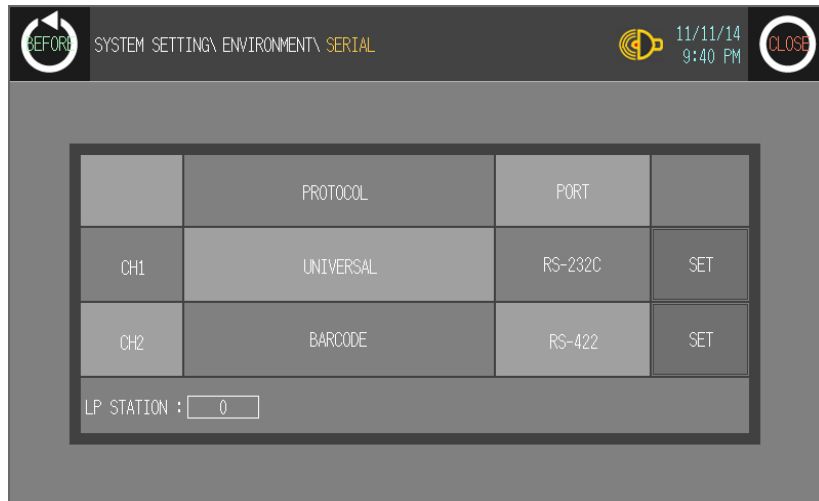 BEFORE SYSTEM SETTING\ ENVIRONMENT\ SERIAL 11/11/14 CLOSE
9:40 PM
PROTOCOL PORT
CH1 UNIVERSAL RS-232C SET
CH2 BARCODE RS-422 SET
LP STATION : 0